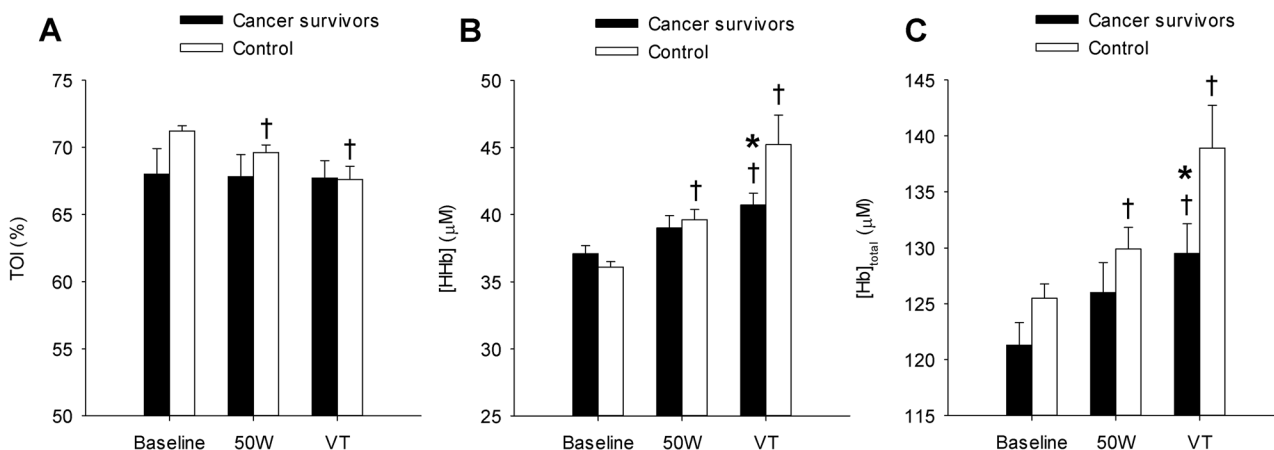 A
Cancer survivors
Control
TOI (%)
75
70
65
60
55
50
† †
Baseline 50W VT
B
Cancer survivors
Control
[HHb] (μM)
50
45
40
35
30
25
† * † †
Baseline 50W VT
C
Cancer survivors
Control
[Hb]total (μM)
145
140
135
130
125
120
115
† * † †
Baseline 50W VT